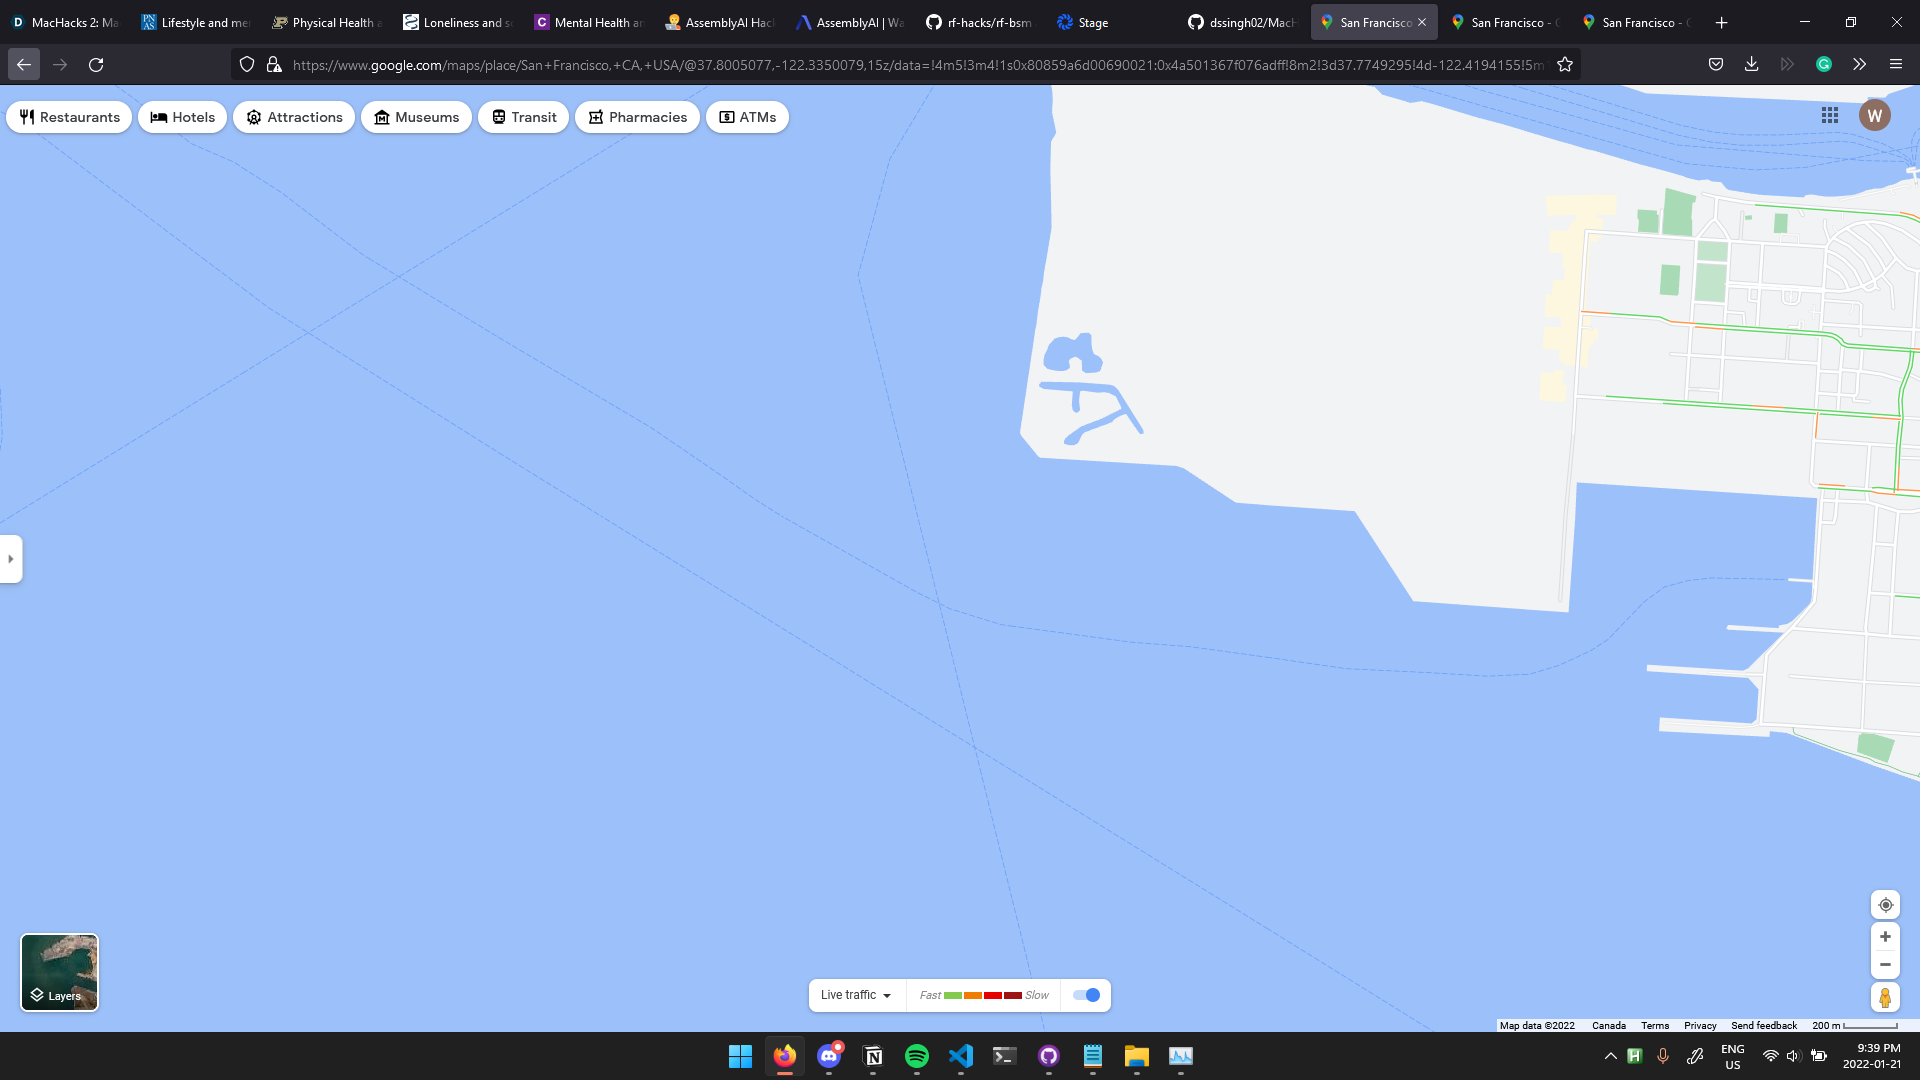 MacHacks 2: Ma
Lifestyle and me
Physical Health a
Loneliness and so
Mental Health an
AssemblyAI Hack
AssemblyAI | Wa
rf-hacks/rf-bsm
Stage
dssingh02/MacH
San Francisco
San Francisco - G
San Francisco - G
https://www.google.com/maps/place/San+Francisco,+CA,+USA/@37.8005077,-122.3350079,15z/data=!4m5!3m4!1s0x80859a6d00690021:0x4a501367f076adff!8m2!3d37.7749295!4d-122.4194155!5m1
Restaurants
Hotels
Attractions
Museums
Transit
Pharmacies
ATMs
W
Layers
Live traffic
Fast
Slow
Map data ©2022
Canada
Terms
Privacy
Send feedback
200 m
ENG
US
9:39 PM
2022-01-21